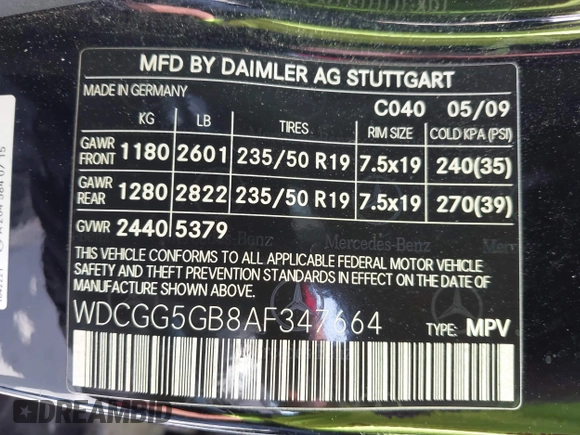 MFD BY DAIMLER AG STUTTGART
MADE IN GERMANY
C040 05/09
KG LB TIRES RIM SIZE COLD KPA (PSI)
GAWR FRONT 1180 2601 235/50 R19 7.5x19 240(35)
GAWR REAR 1280 2822 235/50 R19 7.5x19 270(39)
GVWR 2440 5379
Mercedes-Benz
THIS VEHICLE CONFORMS TO ALL APPLICABLE FEDERAL MOTOR VEHICLE
SAFETY AND THEFT PREVENTION STANDARDS IN EFFECT ON THE DATE OF
MANUFACTURE SHOWN ABOVE.
WDCGG5GB8AF347664 TYPE: MPV
DREAMBID